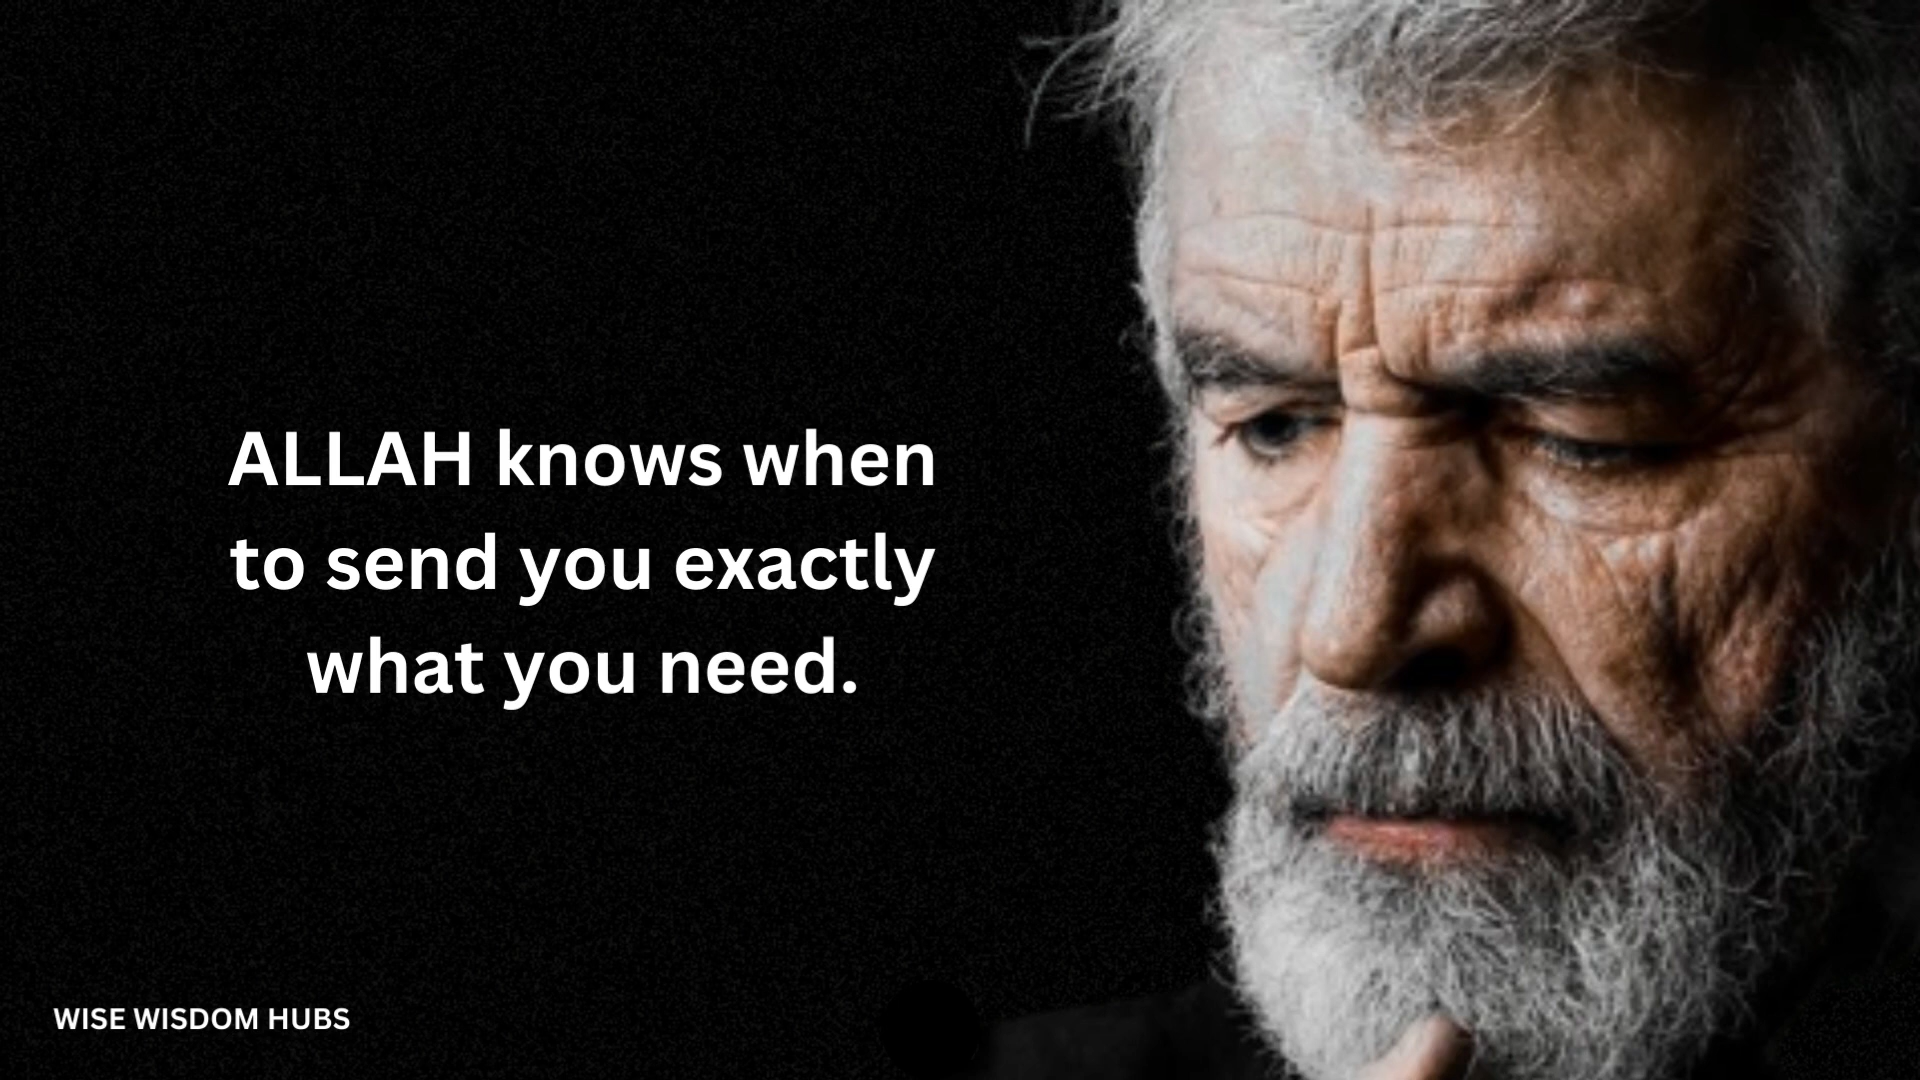 ALLAH knows when
to send you exactly
what you need.
WISE WISDOM HUBS